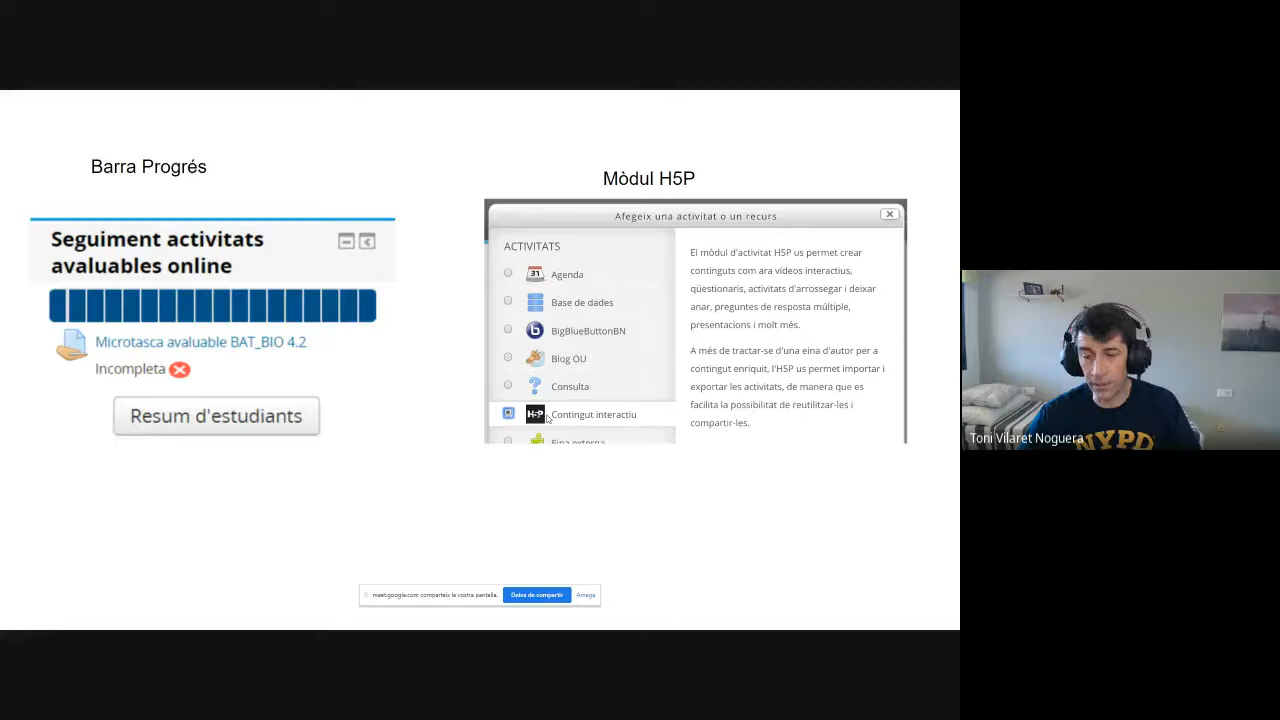 Barra Progrés
Seguiment activitats
avaluables online
Microtasca avaluable BAT_BIO 4.2
Incompleta
Resum d'estudiants
Mòdul H5P
Afegeix una activitat o un recurs
ACTIVITATS
31
Agenda
Base de dades
b
BigBlueButtonBN
Blog OU
?
Consulta
H5P
Contingut interactiu
Eina externa
El mòdul d'activitat H5P us permet crear
continguts com ara vídeos interactius,
qüestionaris, activitats d'arrossegar i deixar
anar, preguntes de resposta múltiple,
presentacions i molt més.
A més de tractar-se d'una eina d'autor per a
contingut enriquit, l'H5P us permet importar i
exportar les activitats, de manera que es
facilita la possibilitat de reutilitzar-les i
compartir-les.
meet.google.com comparteix la vostra pantalla.
Deixa de compartir
Amaga
Toni Vilaret Noguera
NYPD